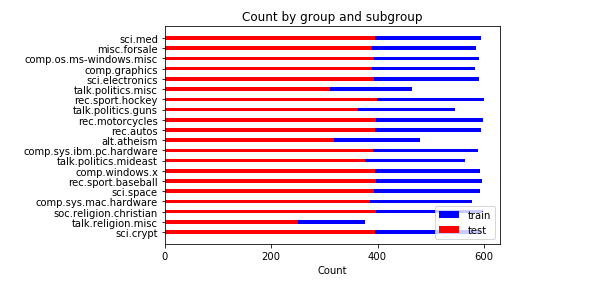 Count by group and subgroup
sci.med
misc.forsale
comp.os.ms-windows.misc
comp.graphics
sci.electronics
talk.politics.misc
rec.sport.hockey
talk.politics.guns
rec.motorcycles
rec.autos
alt.atheism
comp.sys.ibm.pc.hardware
talk.politics.mideast
comp.windows.x
rec.sport.baseball
sci.space
comp.sys.mac.hardware
soc.religion.christian
talk.religion.misc
sci.crypt
train
test
0 200 400 600
Count